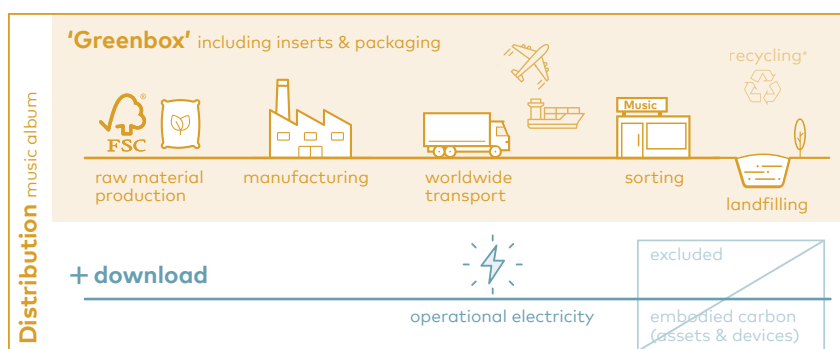 Distribution music album
'Greenbox' including inserts & packaging
recycling*
FSC®
Music
raw material
production
manufacturing
worldwide
transport
sorting
landfilling
+ download
excluded
operational electricity
embodied carbon
(assets & devices)